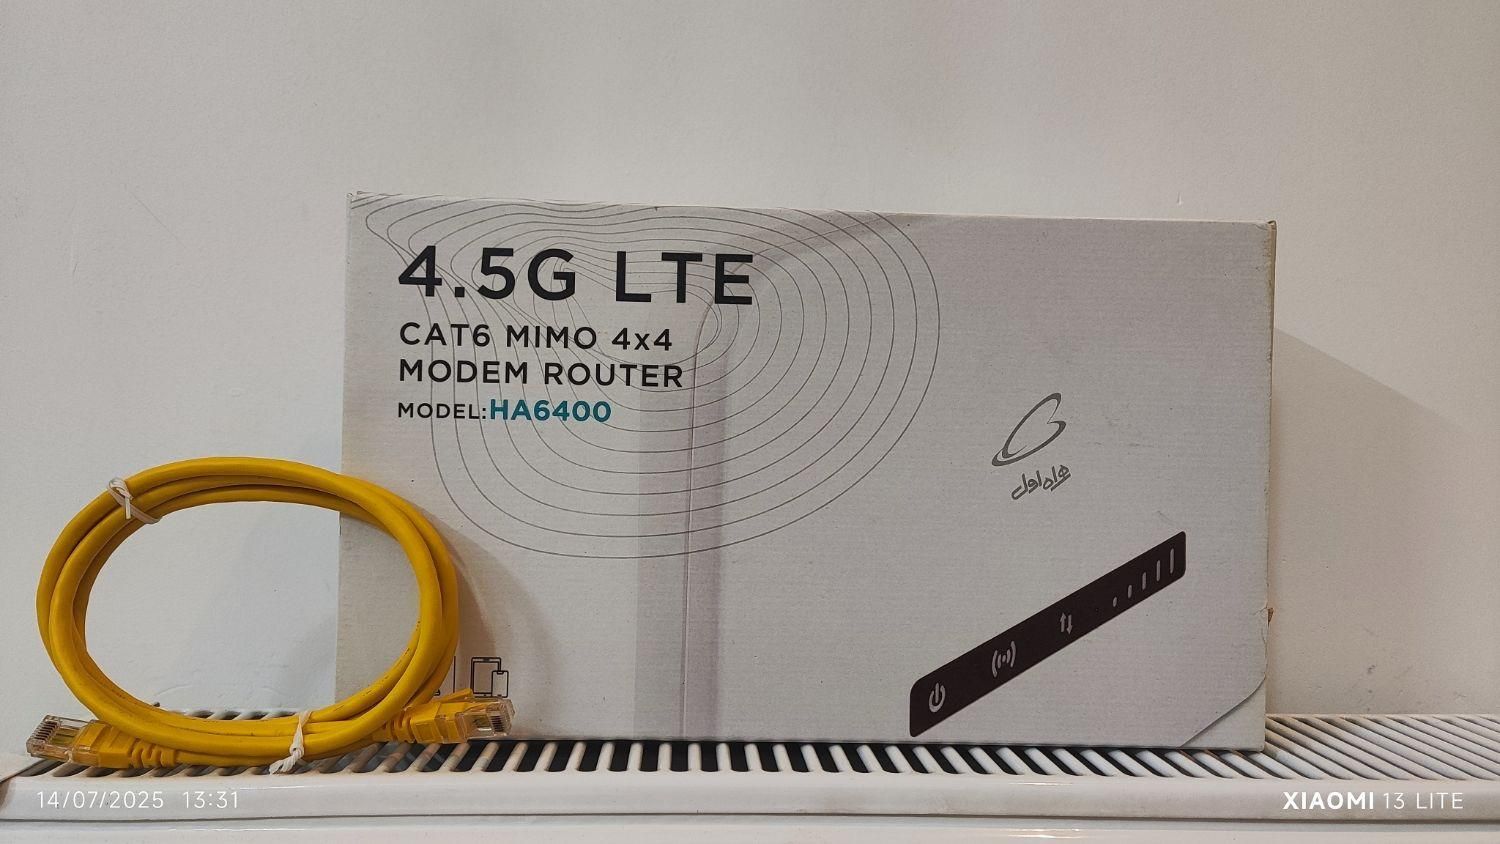 4.5G LTE
CAT6 MIMO 4x4
MODEM ROUTER
MODEL:HA6400
همراه اول
14/07/2025 13:31
XIAOMI 13 LITE